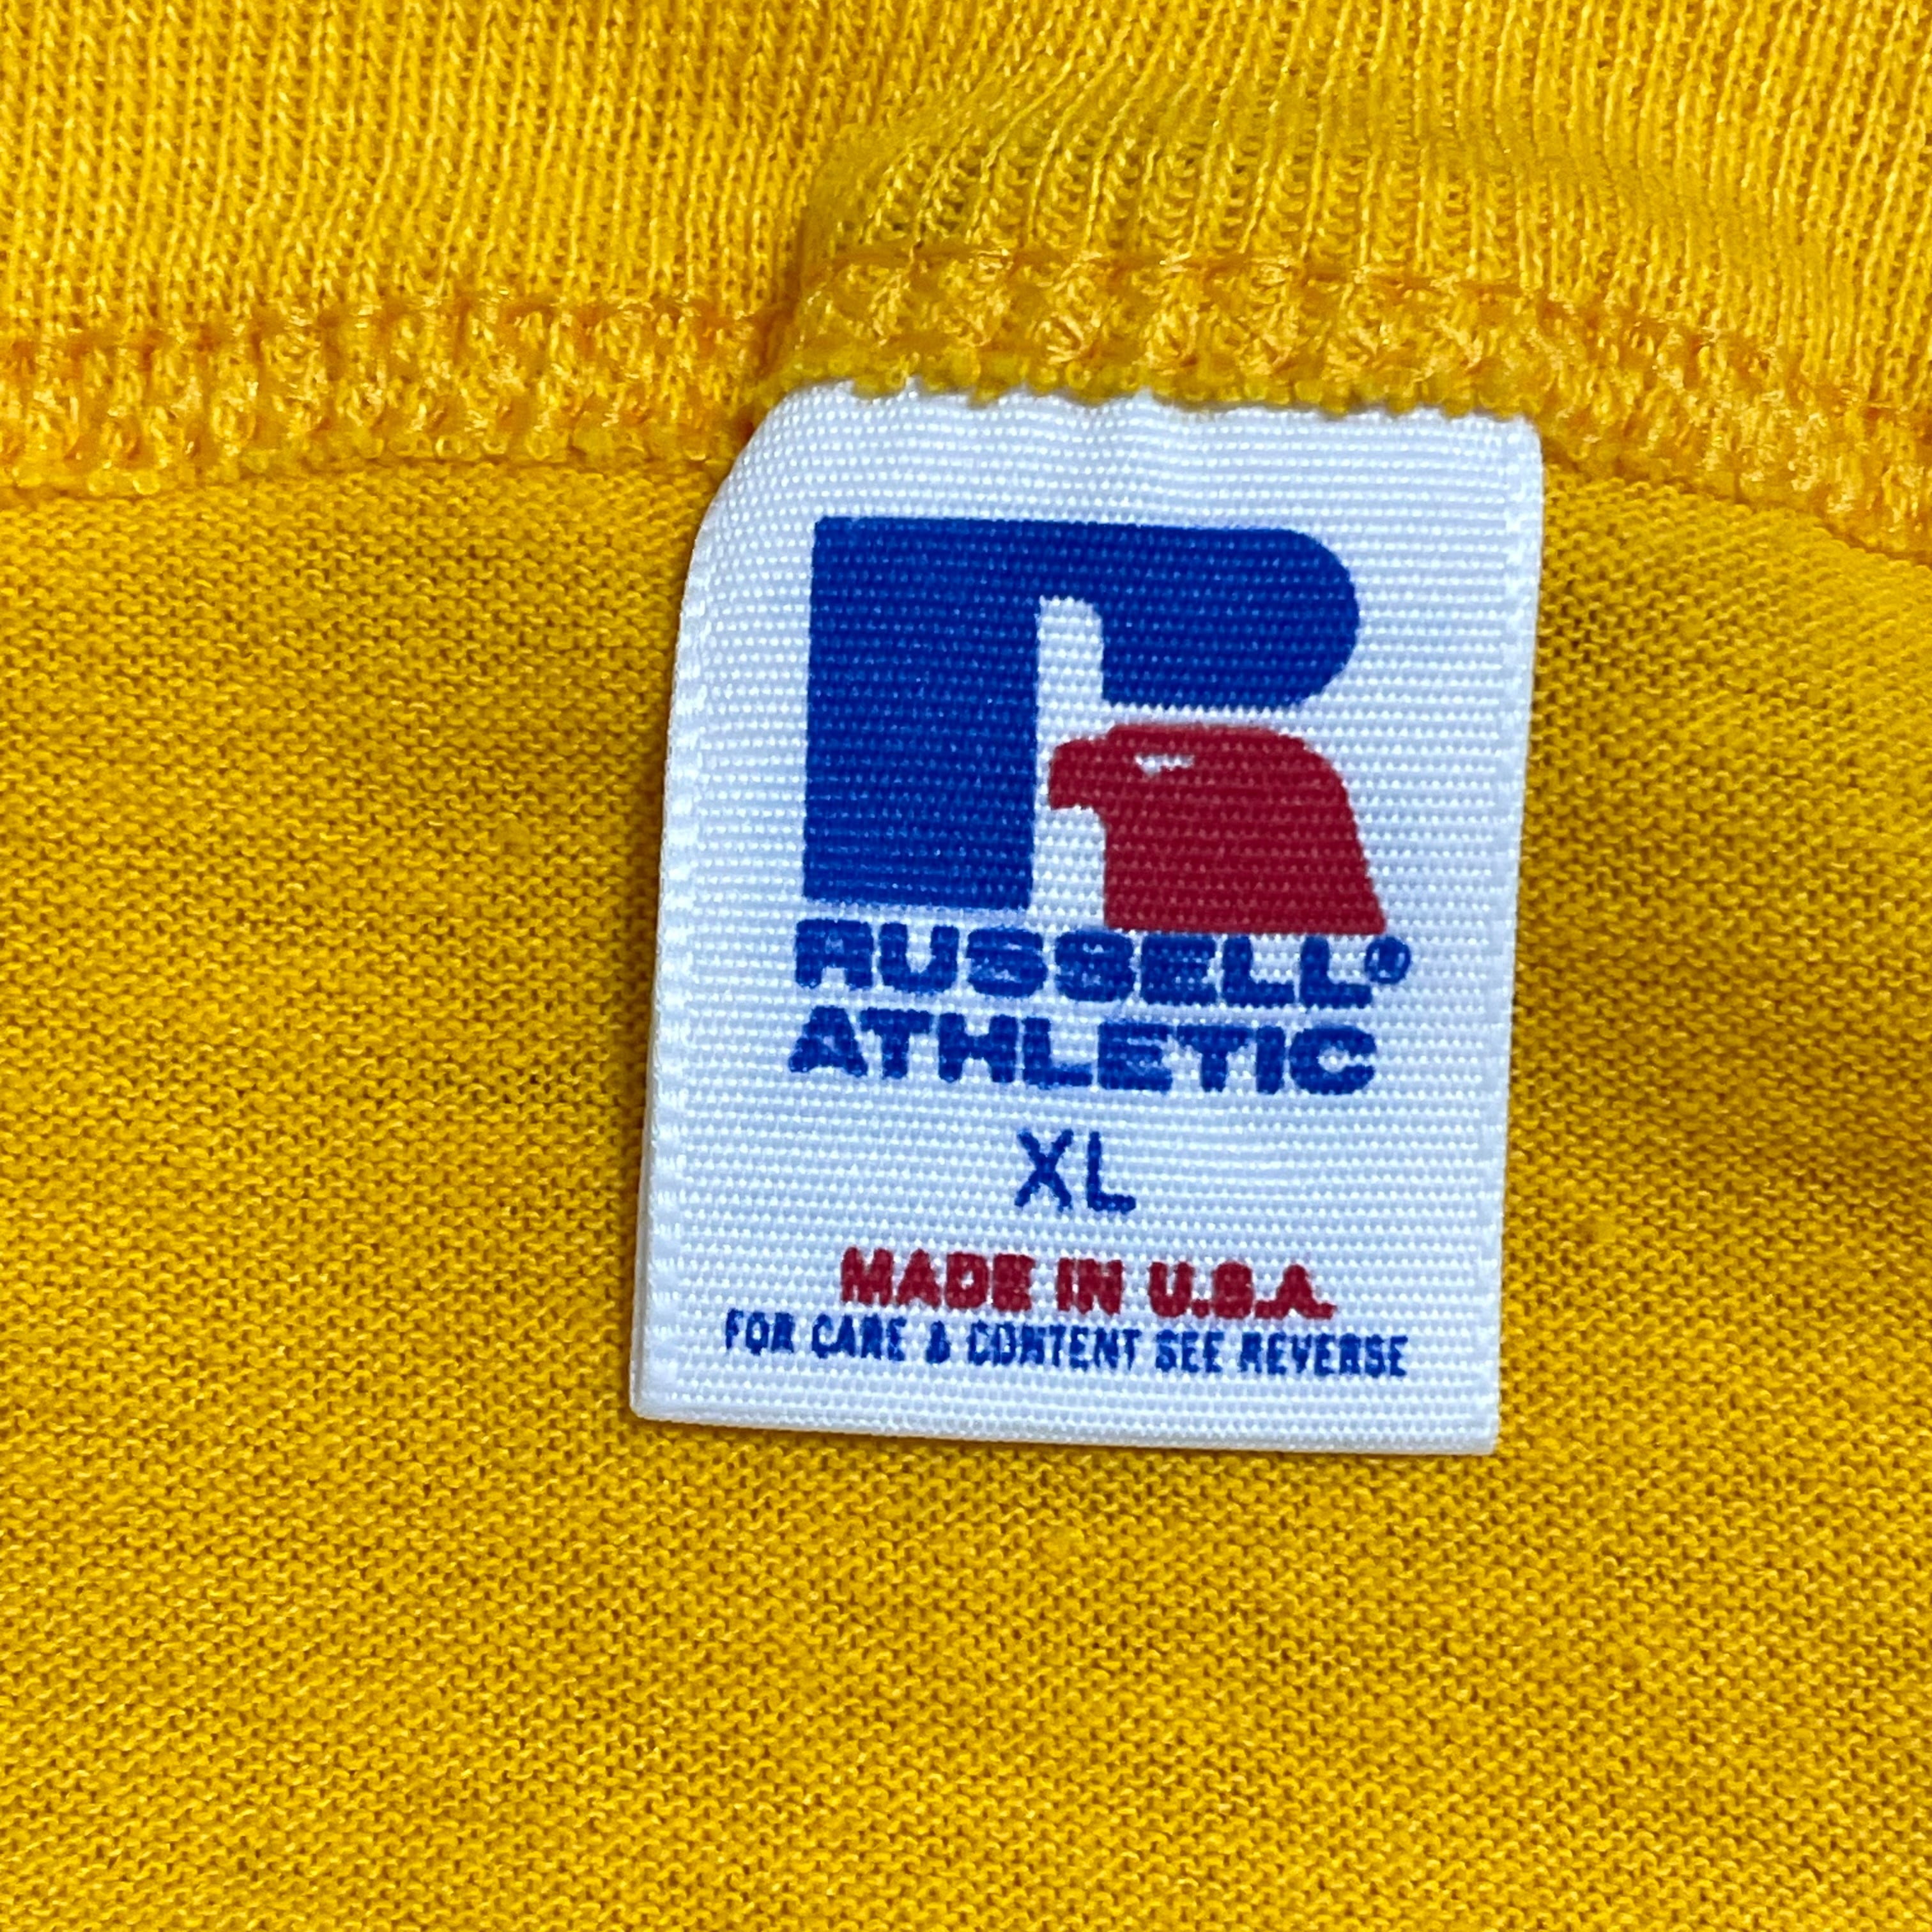 RUSSELL®
ATHLETIC
XL
MADE IN U.S.A.
FOR CARE & CONTENT SEE REVERSE